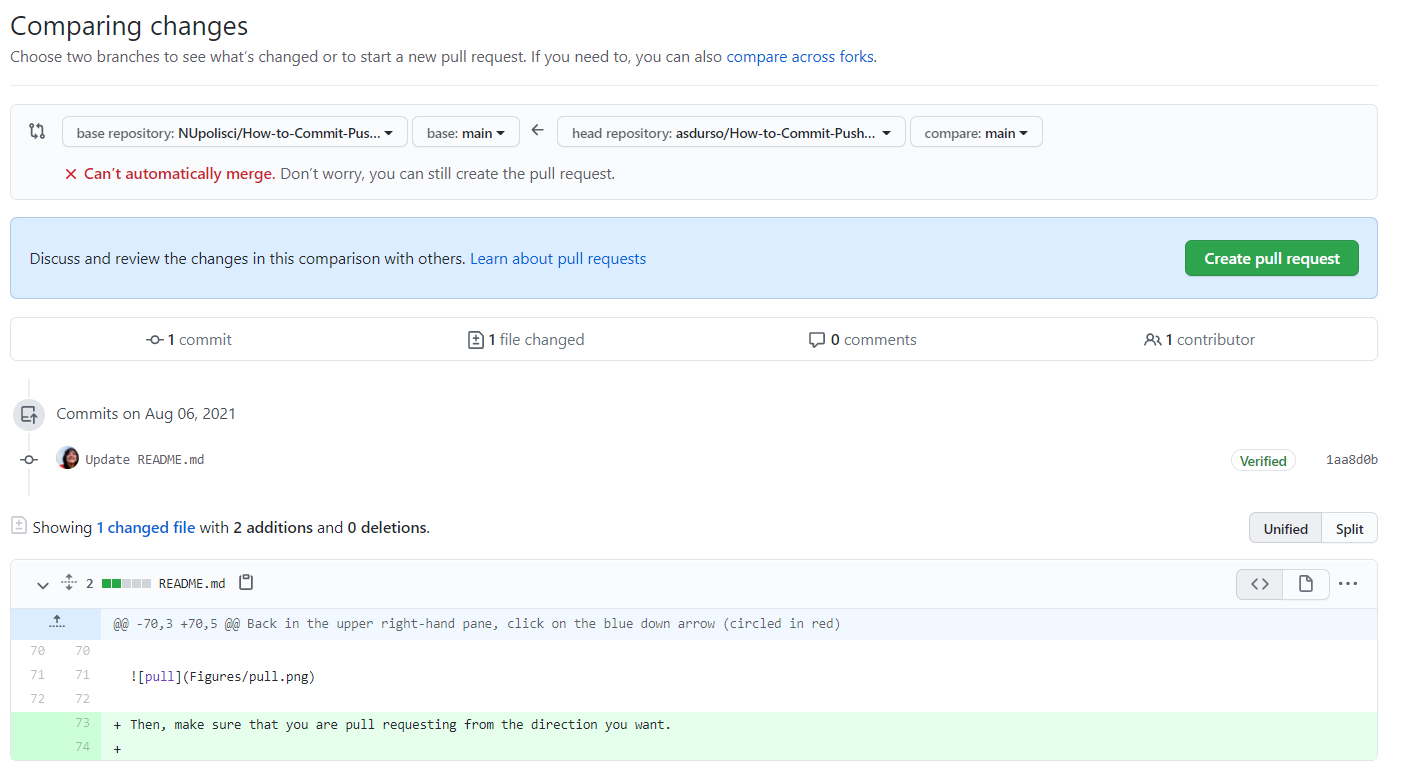 Comparing changes
Choose two branches to see what's changed or to start a new pull request. If you need to, you can also compare across forks.
base repository: NUpolisci/How-to-Commit-Pus... base: main head repository: asdurso/How-to-Commit-Push... compare: main
Can't automatically merge. Don't worry, you can still create the pull request.
Discuss and review the changes in this comparison with others. Learn about pull requests Create pull request
1 commit 1 file changed 0 comments 1 contributor
Commits on Aug 06, 2021
Update README.md Verified 1aa8d0b
Showing 1 changed file with 2 additions and 0 deletions. Unified Split
2 README.md
@@ -70,3 +70,5 @@ Back in the upper right-hand pane, click on the blue down arrow (circled in red)
70 70
71 71 ![pull](Figures/pull.png)
72 72
73 + Then, make sure that you are pull requesting from the direction you want.
74 +